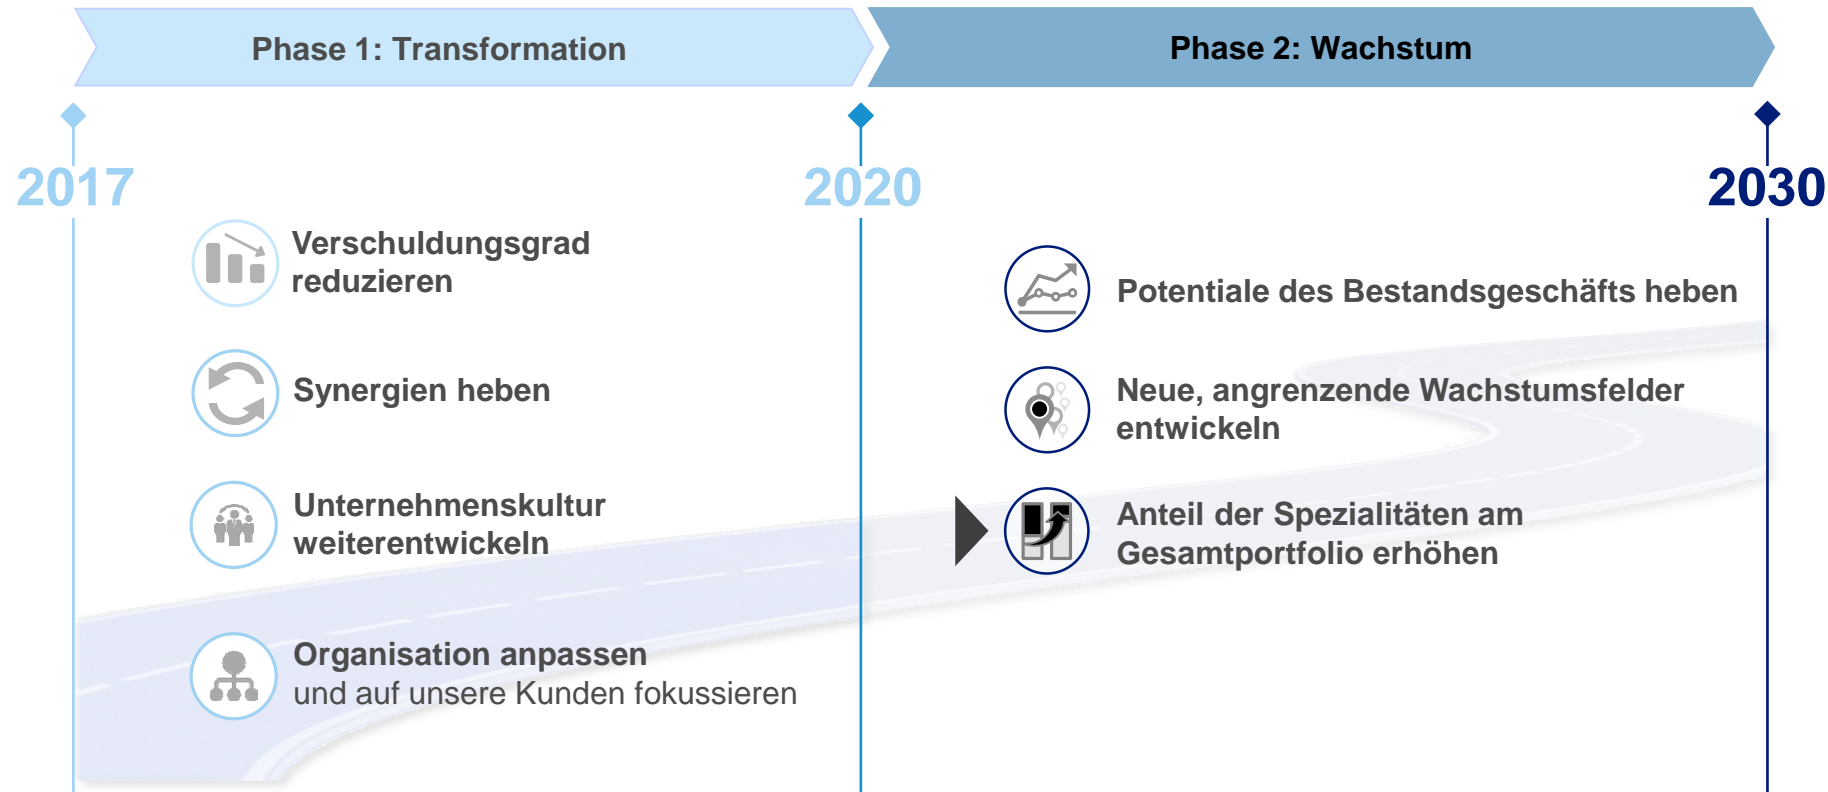 Phase 1: Transformation
Phase 2: Wachstum
2017
2020
2030
Verschuldungsgrad
reduzieren
Synergien heben
Unternehmenskultur
weiterentwickeln
Organisation anpassen
und auf unsere Kunden fokussieren
Potentiale des Bestandsgeschäfts heben
Neue, angrenzende Wachstumsfelder
entwickeln
Anteil der Spezialitäten am
Gesamtportfolio erhöhen